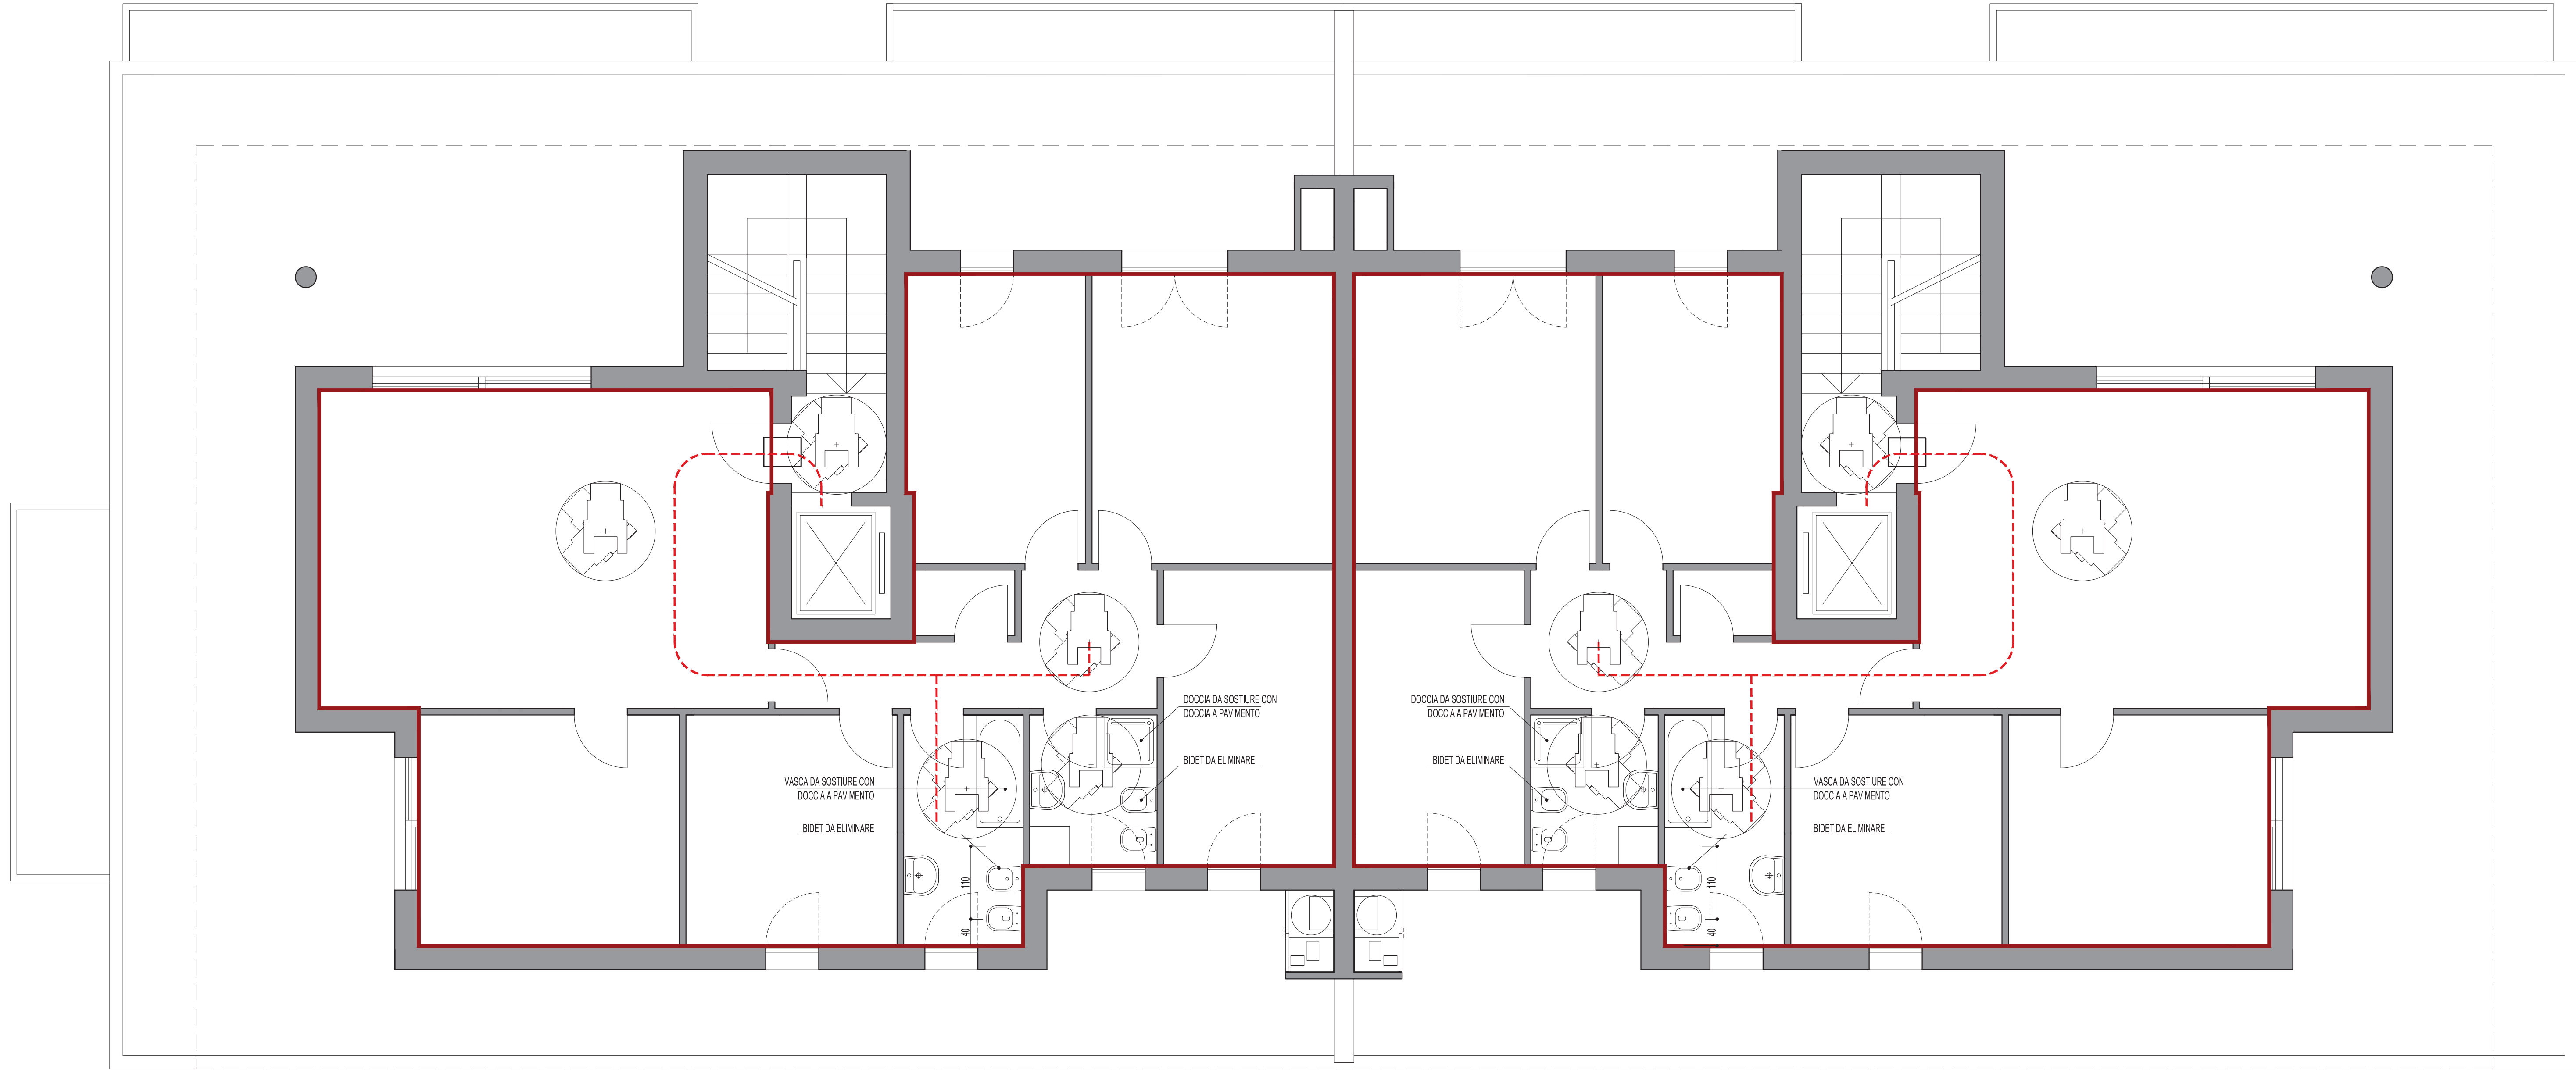 DOCCIA DA SOSTIURE CON
DOCCIA A PAVIMENTO
BIDET DA ELIMINARE
VASCA DA SOSTIURE CON
DOCCIA A PAVIMENTO
BIDET DA ELIMINARE
110
40
DOCCIA DA SOSTIURE CON
DOCCIA A PAVIMENTO
BIDET DA ELIMINARE
VASCA DA SOSTIURE CON
DOCCIA A PAVIMENTO
BIDET DA ELIMINARE
110
40